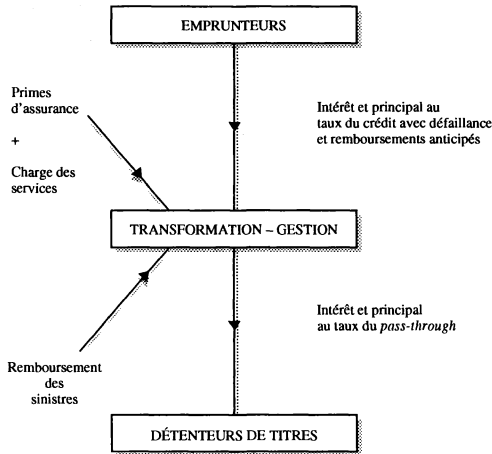 EMPRUNTEURS
Primes
d'assurance
+
Charge des
services
Intérêt et principal au
taux du crédit avec défaillance
et remboursements anticipés
TRANSFORMATION – GESTION
Intérêt et principal
au taux du pass-through
Remboursement
des
sinistres
DÉTENTEURS DE TITRES